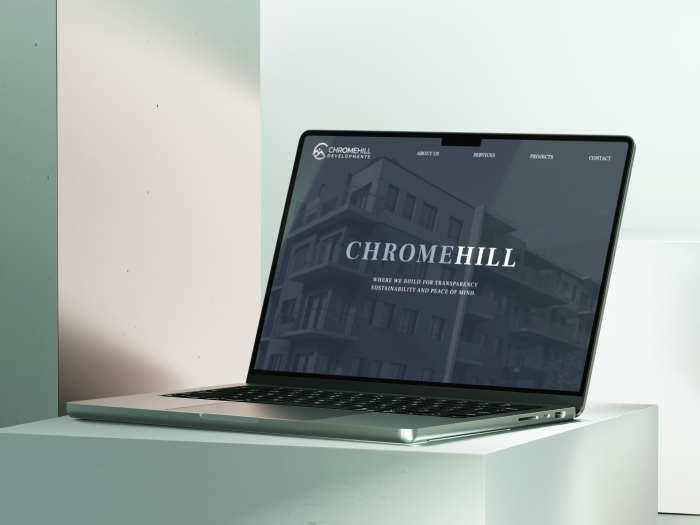 CHROMEHILL
DEVELOPMENTS
ABOUT US
SERVICES
PROJECTS
CONTACT
CHROMEHILL
WHERE WE BUILD FOR TRANSPARENCY
SUSTAINABILITY AND PEACE OF MIND.